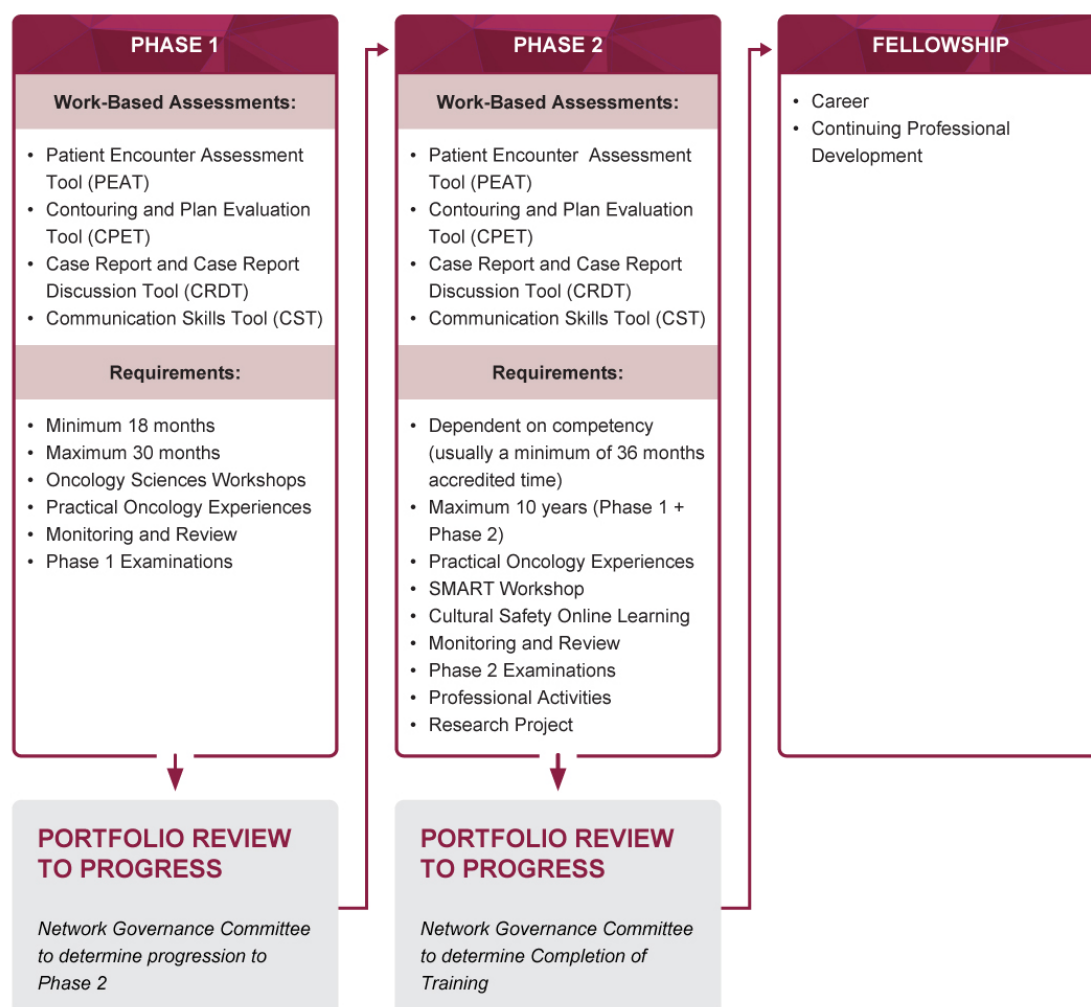 PHASE 1
Work-Based Assessments:
• Patient Encounter Assessment
Tool (PEAT)
• Contouring and Plan Evaluation
Tool (CPET)
• Case Report and Case Report
Discussion Tool (CRDT)
• Communication Skills Tool (CST)
Requirements:
• Minimum 18 months
• Maximum 30 months
• Oncology Sciences Workshops
• Practical Oncology Experiences
• Monitoring and Review
• Phase 1 Examinations
PORTFOLIO REVIEW
TO PROGRESS
Network Governance Committee
to determine progression to
Phase 2
PHASE 2
Work-Based Assessments:
• Patient Encounter Assessment
Tool (PEAT)
• Contouring and Plan Evaluation
Tool (CPET)
• Case Report and Case Report
Discussion Tool (CRDT)
• Communication Skills Tool (CST)
Requirements:
• Dependent on competency
(usually a minimum of 36 months
accredited time)
• Maximum 10 years (Phase 1 +
Phase 2)
• Practical Oncology Experiences
• SMART Workshop
• Cultural Safety Online Learning
• Monitoring and Review
• Phase 2 Examinations
• Professional Activities
• Research Project
PORTFOLIO REVIEW
TO PROGRESS
Network Governance Committee
to determine Completion of
Training
FELLOWSHIP
• Career
• Continuing Professional
Development